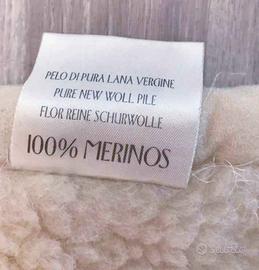 PELO DI PURA LANA VERGINE
PURE NEW WOLL PILE
FLOR REINE SCHURWOLLE
100% MERINOS